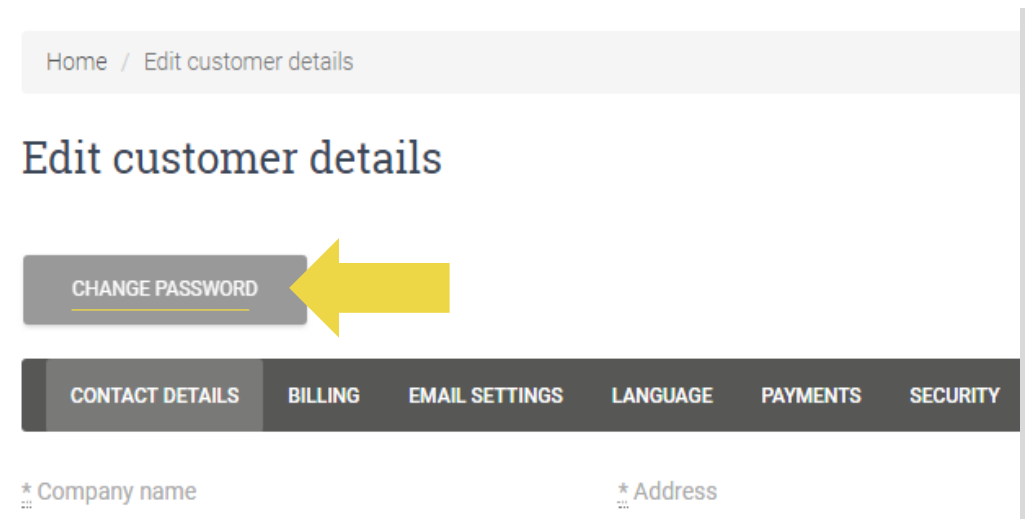 Home / Edit customer details
Edit customer details
CHANGE PASSWORD
CONTACT DETAILS BILLING EMAIL SETTINGS LANGUAGE PAYMENTS SECURITY
* Company name * Address